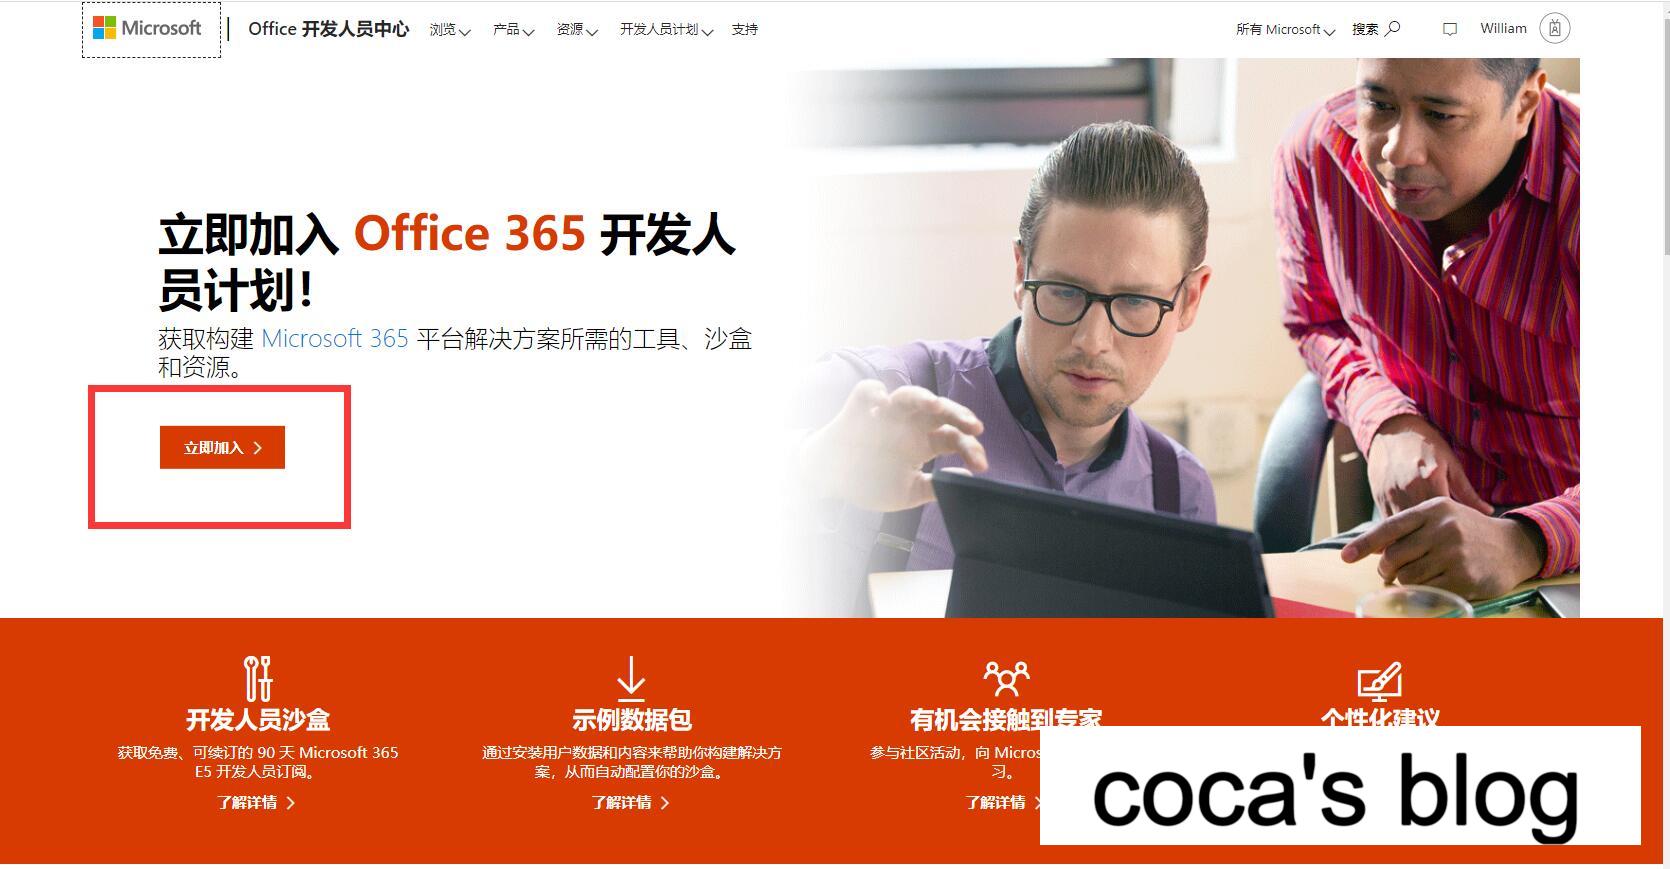 Microsoft
Office 开发人员中心
浏览
产品
资源
开发人员计划
支持
所有 Microsoft
搜索
William
立即加入 Office 365 开发人
员计划！
获取构建 Microsoft 365 平台解决方案所需的工具、沙盒
和资源。
立即加入
开发人员沙盒
获取免费、可续订的 90 天 Microsoft 365
E5 开发人员订阅。
了解详情
示例数据包
通过安装用户数据和内容来帮助你构建解决方
案，从而自动配置你的沙盒。
了解详情
有机会接触到专家
参与社区活动，向
习。
了解详情
个性化建议
coca's blog